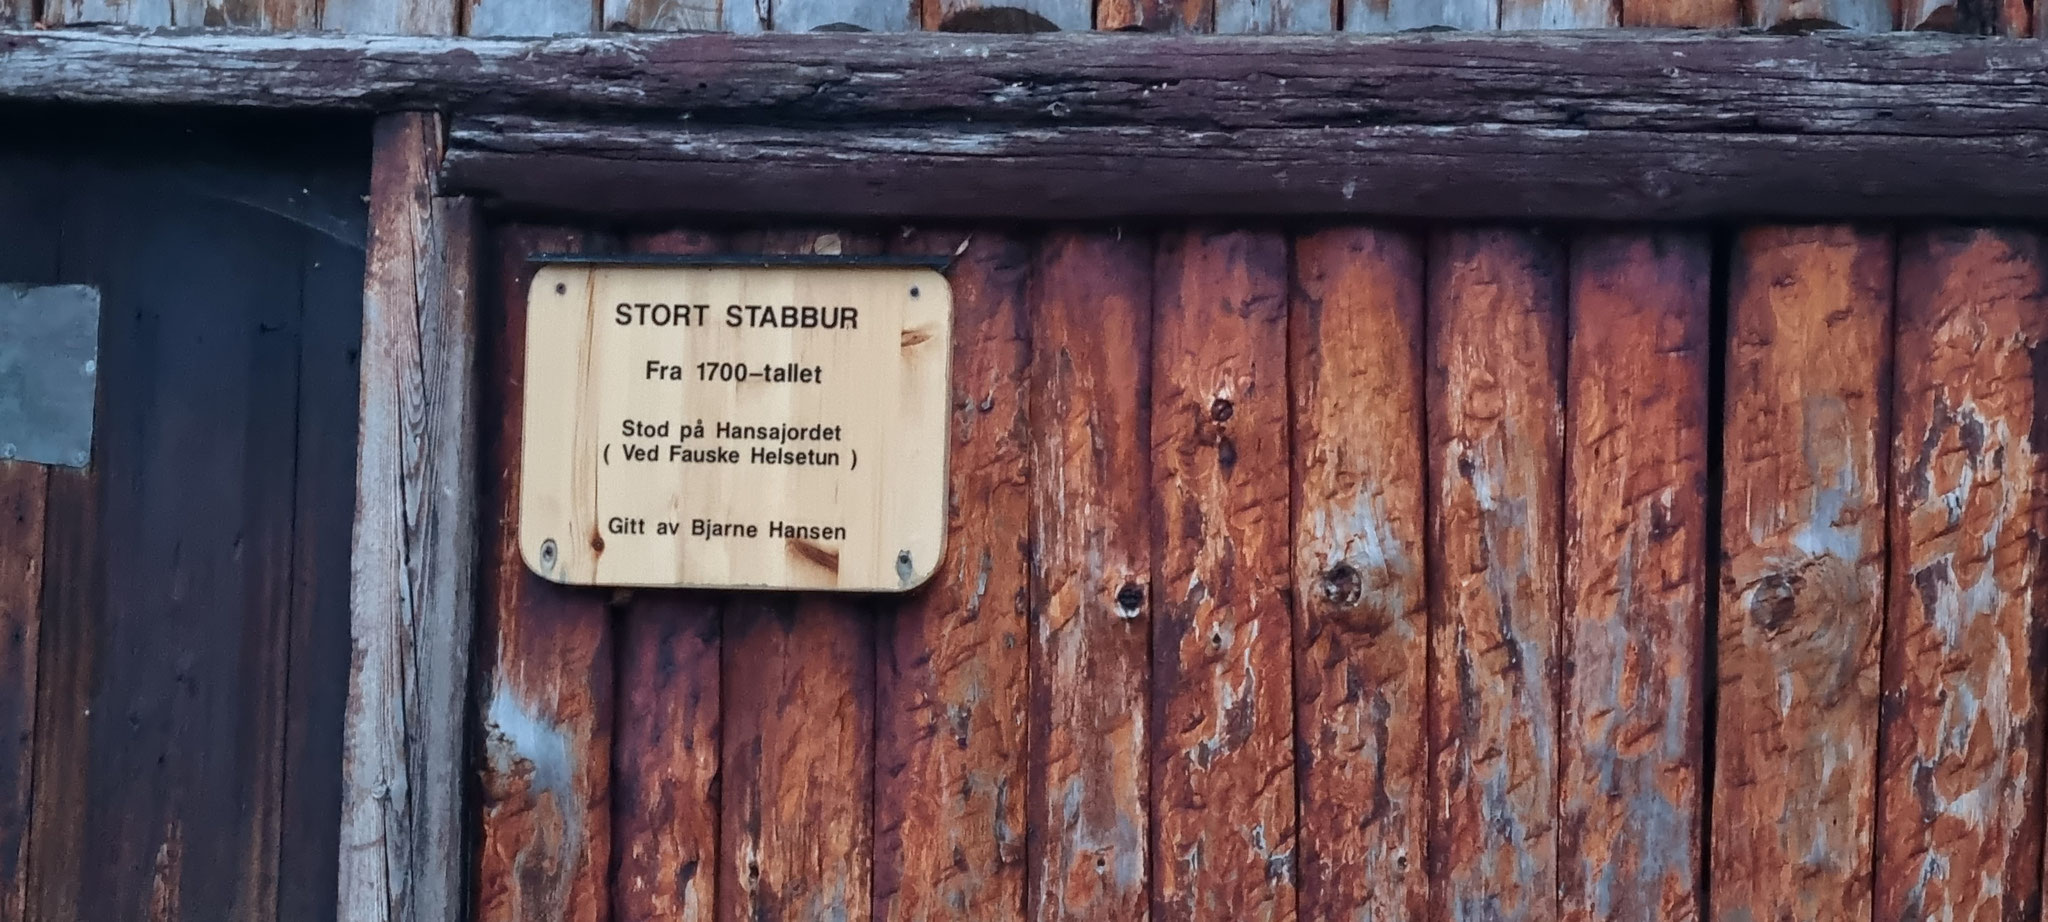 STORT STABBUR
Fra 1700-tallet
Stod på Hansajordet
( Ved Fauske Helsetun )
Gitt av Bjarne Hansen